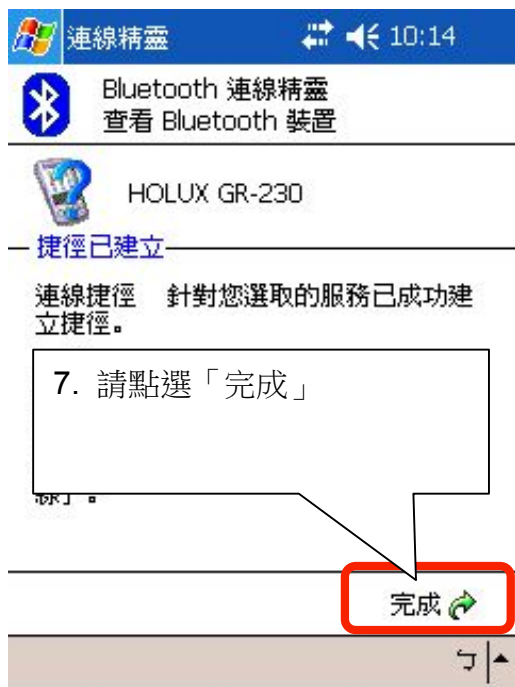 連線精靈 10:14
Bluetooth 連線精靈
查看 Bluetooth 裝置
HOLUX GR-230
捷徑已建立
連線捷徑 針對您選取的服務已成功建
立捷徑。
7. 請點選「完成」
線」。
完成
ㄅ